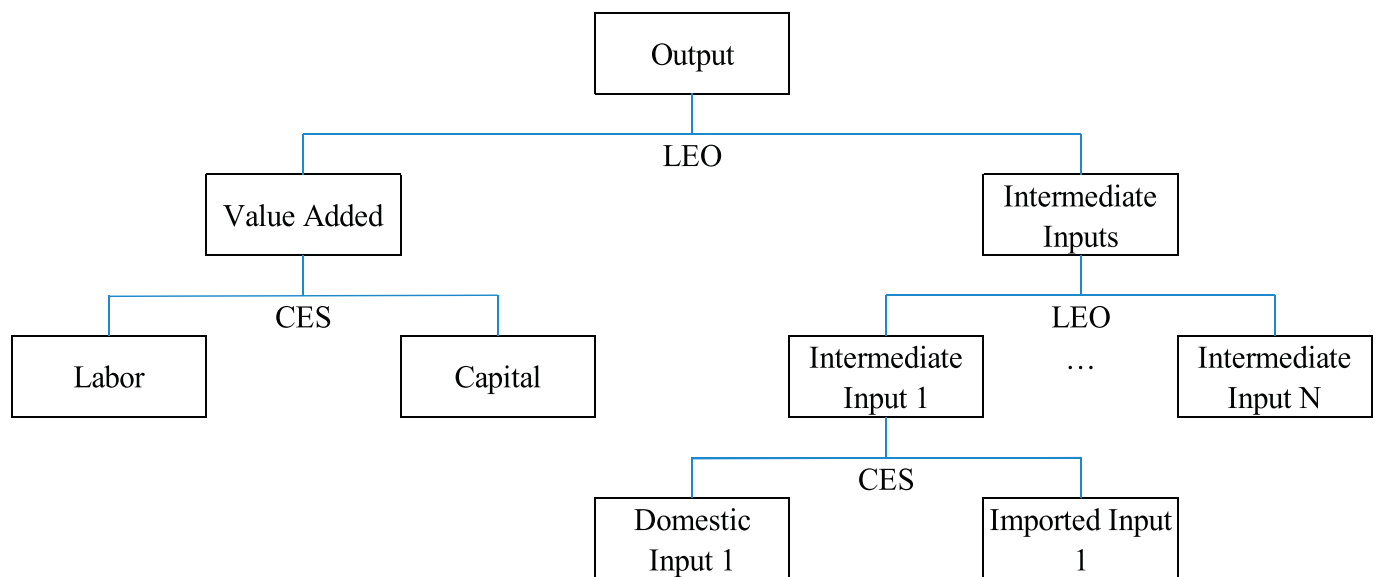 Output
LEO
Value Added
Intermediate
Inputs
CES
LEO
Labor
Capital
Intermediate
Input 1
…
Intermediate
Input N
CES
Domestic
Input 1
Imported Input
1